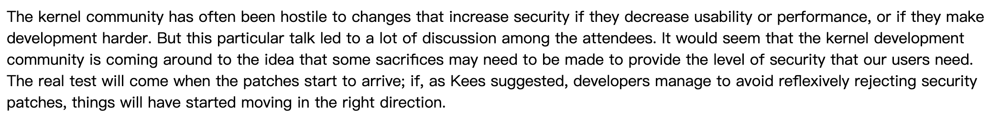 The kernel community has often been hostile to changes that increase security if they decrease usability or performance, or if they make
development harder. But this particular talk led to a lot of discussion among the attendees. It would seem that the kernel development
community is coming around to the idea that some sacrifices may need to be made to provide the level of security that our users need.
The real test will come when the patches start to arrive; if, as Kees suggested, developers manage to avoid reflexively rejecting security
patches, things will have started moving in the right direction.